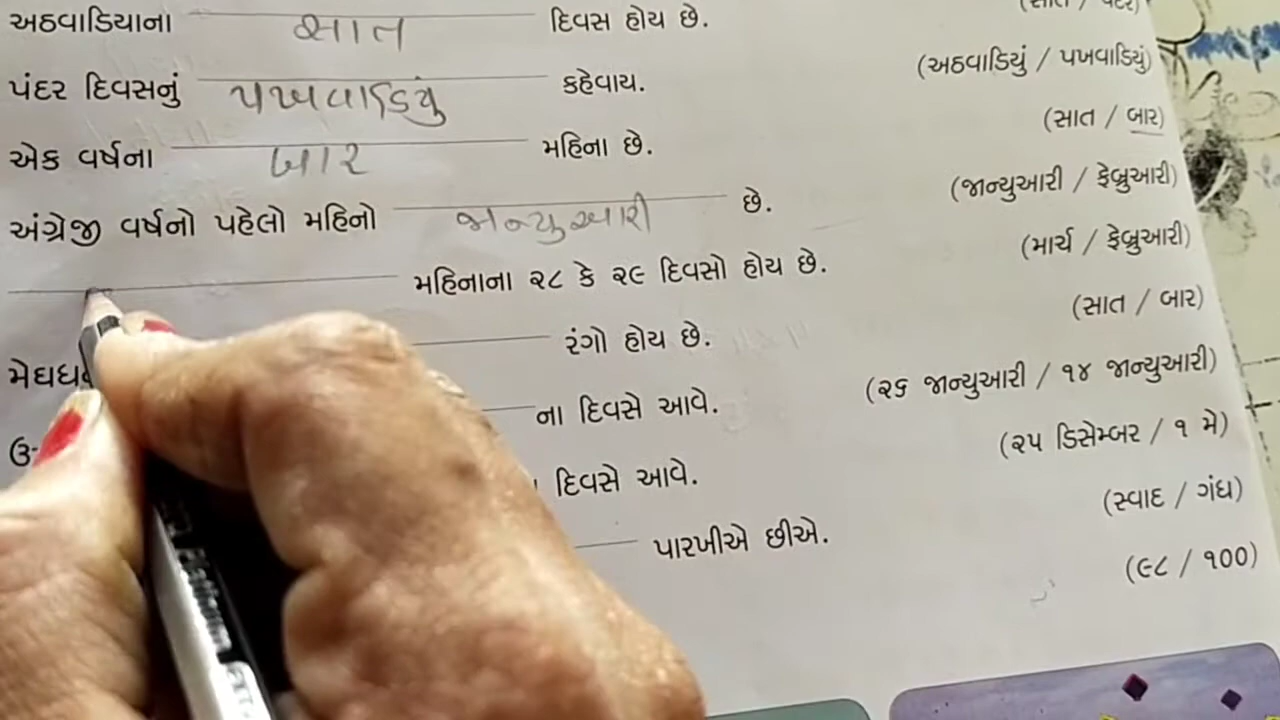 અઠવાડિયાના સાત દિવસ હોય છે.
પંદર દિવસનું પખવાડિયું કહેવાય. (અઠવાડિયું / પખવાડિયું)
એક વર્ષના બાર મહિના છે. (સાત / બાર)
અંગ્રેજી વર્ષનો પહેલો મહિનો જાન્યુઆરી છે. (જાન્યુઆરી / ફેબ્રુઆરી)
મહિનાના ૨૮ કે ૨૯ દિવસો હોય છે. (માર્ચ / ફેબ્રુઆરી)
રંગો હોય છે. (સાત / બાર)
ના દિવસે આવે. (૨૬ જાન્યુઆરી / ૧૪ જાન્યુઆરી)
દિવસે આવે. (૨૫ ડિસેમ્બર / ૧ મે)
પારખીએ છીએ. (સ્વાદ / ગંધ)
(૯૮ / ૧૦૦)